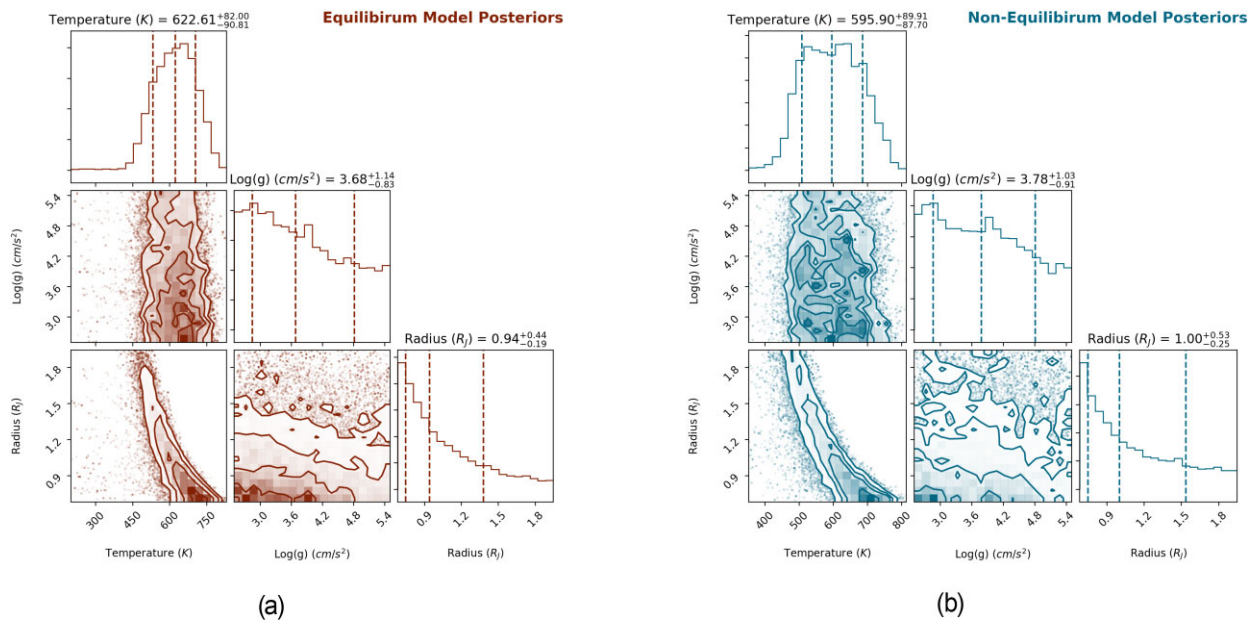 Temperature (K) = 622.61+82.00 −90.81
Equilibirum Model Posteriors
Log(g) (cm/s2) = 3.68+1.14 −0.83
5.4
4.8
4.2
3.6
3.0
Log(g) (cm/s2)
Radius (RJ) = 0.94+0.44 −0.19
1.8
1.5
1.2
0.9
Radius (RJ)
300 450 600 750
3.0 3.6 4.2 4.8 5.4
0.9 1.2 1.5 1.8
Temperature (K)
Log(g) (cm/s2)
Radius (RJ)
(a)
Temperature (K) = 595.90+89.91 −87.70
Non-Equilibirum Model Posteriors
Log(g) (cm/s2) = 3.78+1.03 −0.91
5.4
4.8
4.2
3.6
3.0
Log(g) (cm/s2)
Radius (RJ) = 1.00+0.53 −0.25
1.8
1.5
1.2
0.9
Radius (RJ)
400 500 600 700 800
3.0 3.6 4.2 4.8 5.4
0.9 1.2 1.5 1.8
Temperature (K)
Log(g) (cm/s2)
Radius (RJ)
(b)